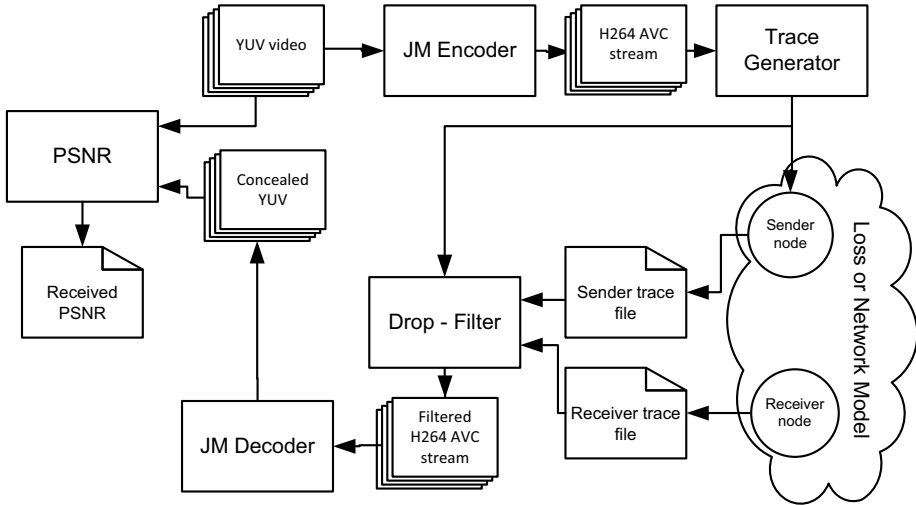 YUV video
JM Encoder
H264 AVC
stream
Trace
Generator
PSNR
Concealed
YUV
Received
PSNR
Sender
node
Loss or Network Model
Sender trace
file
Drop - Filter
Receiver trace
file
Receiver
node
Filtered
H264 AVC
stream
JM Decoder